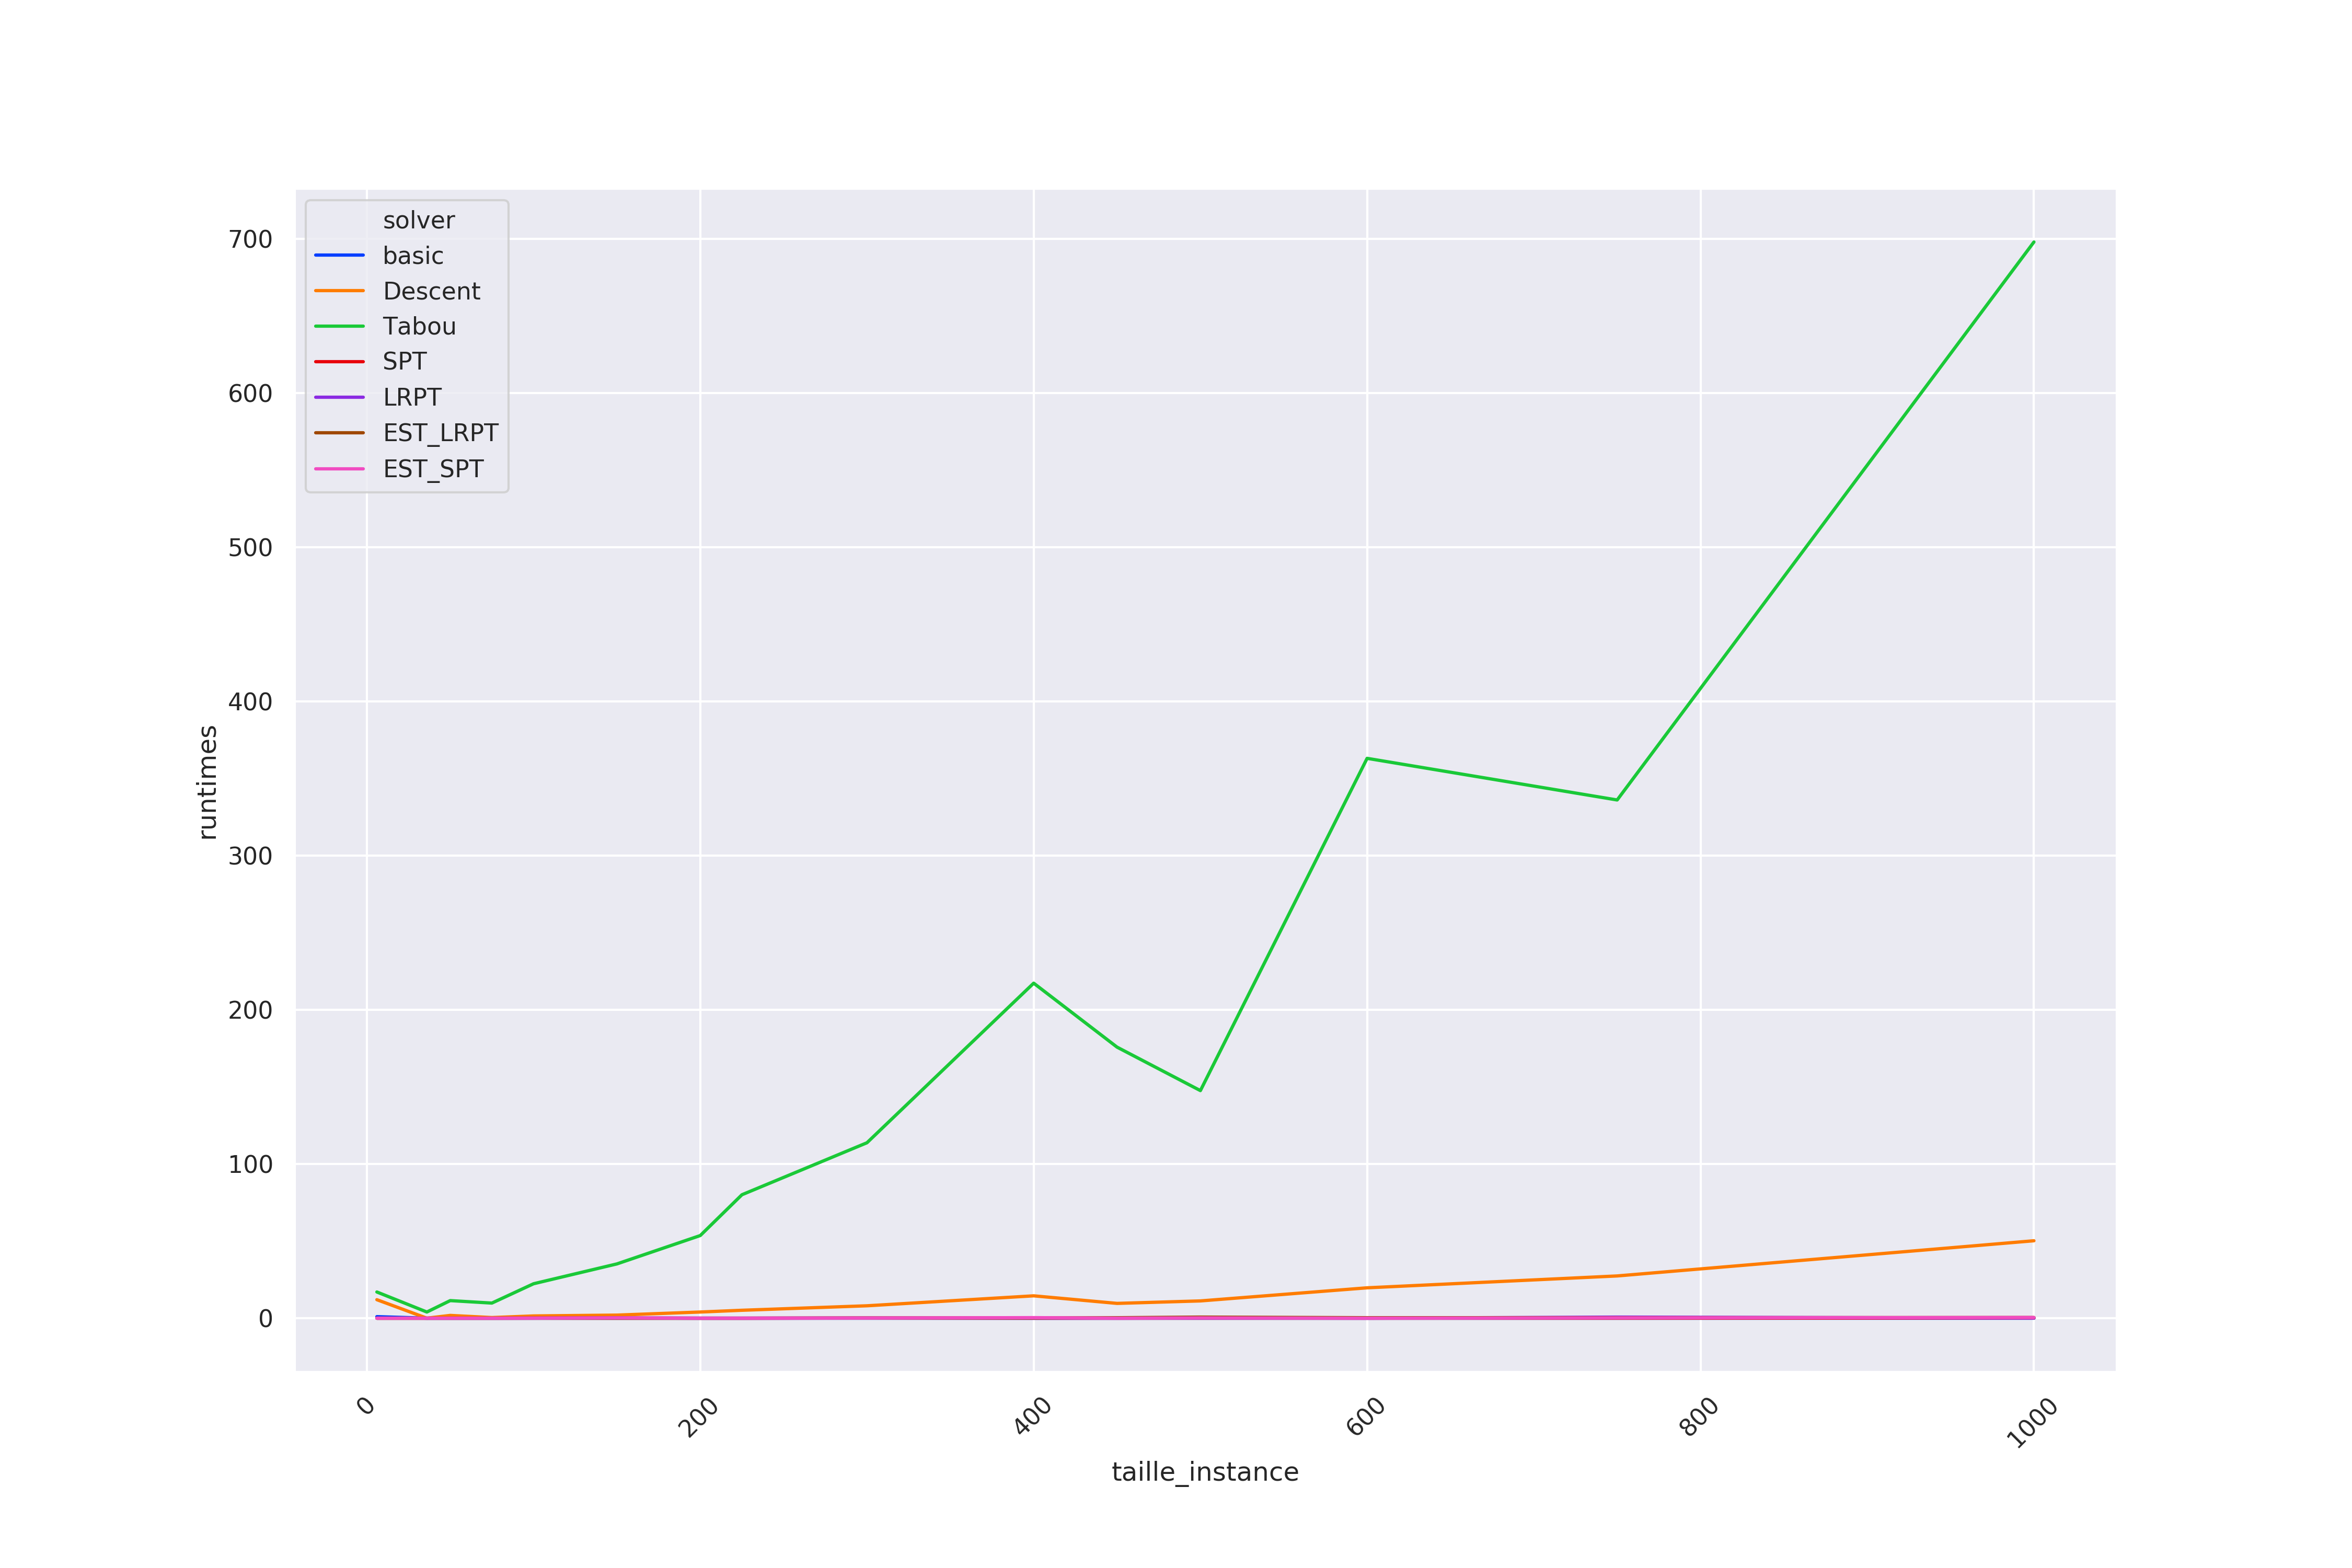 solver
basic
Descent
Tabou
SPT
LRPT
EST_LRPT
EST_SPT
runtimes
700
600
500
400
300
200
100
0
0
200
400
600
800
1000
taille_instance